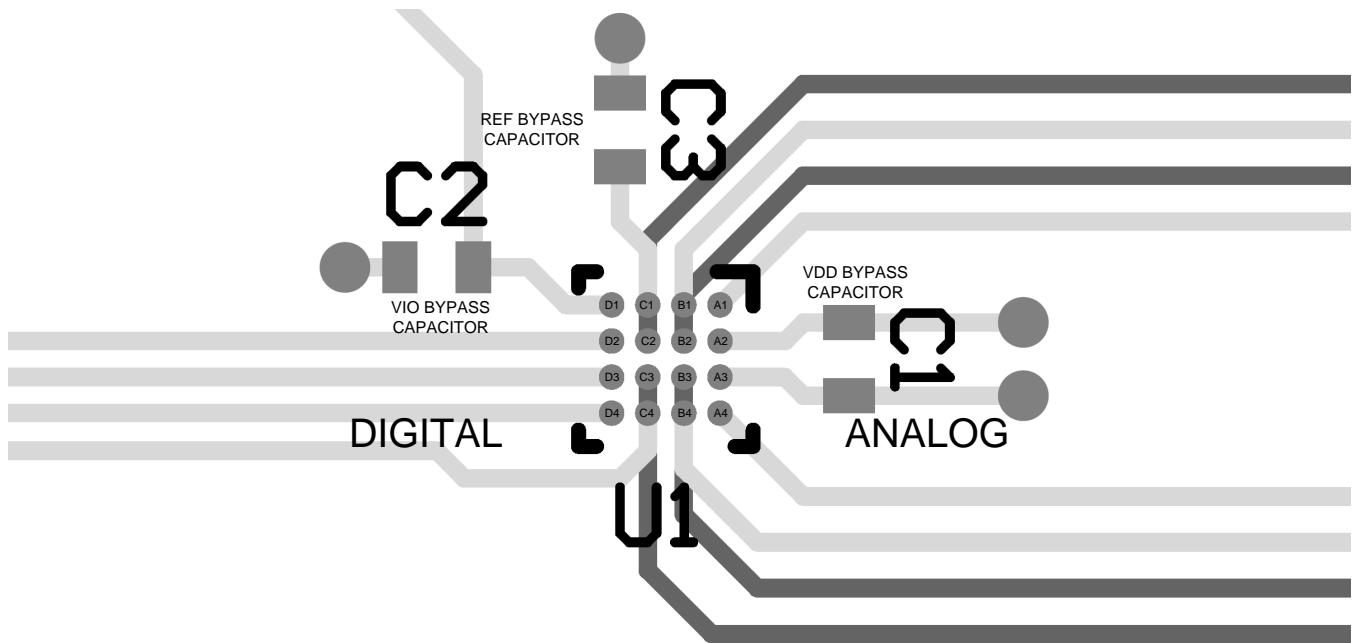 C3
REF BYPASS
CAPACITOR
C2
VIO BYPASS
CAPACITOR
VDD BYPASS
CAPACITOR
C1
D1 C1 B1 A1
D2 C2 B2 A2
D3 C3 B3 A3
D4 C4 B4 A4
DIGITAL
ANALOG
U1